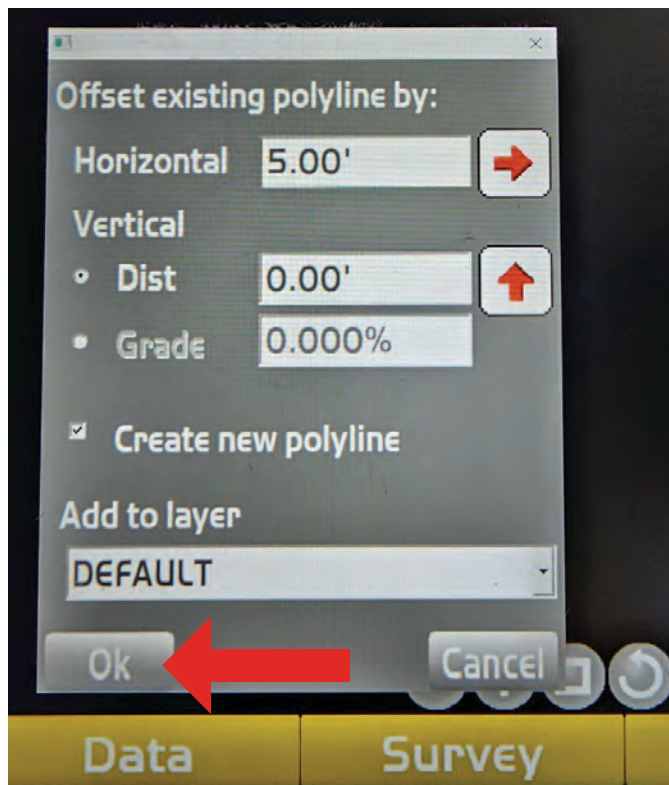 Offset existing polyline by:
Horizontal 5.00'
Vertical
Dist 0.00'
Grade 0.000%
Create new polyline
Add to layer
DEFAULT
Ok Cancel
Data Survey